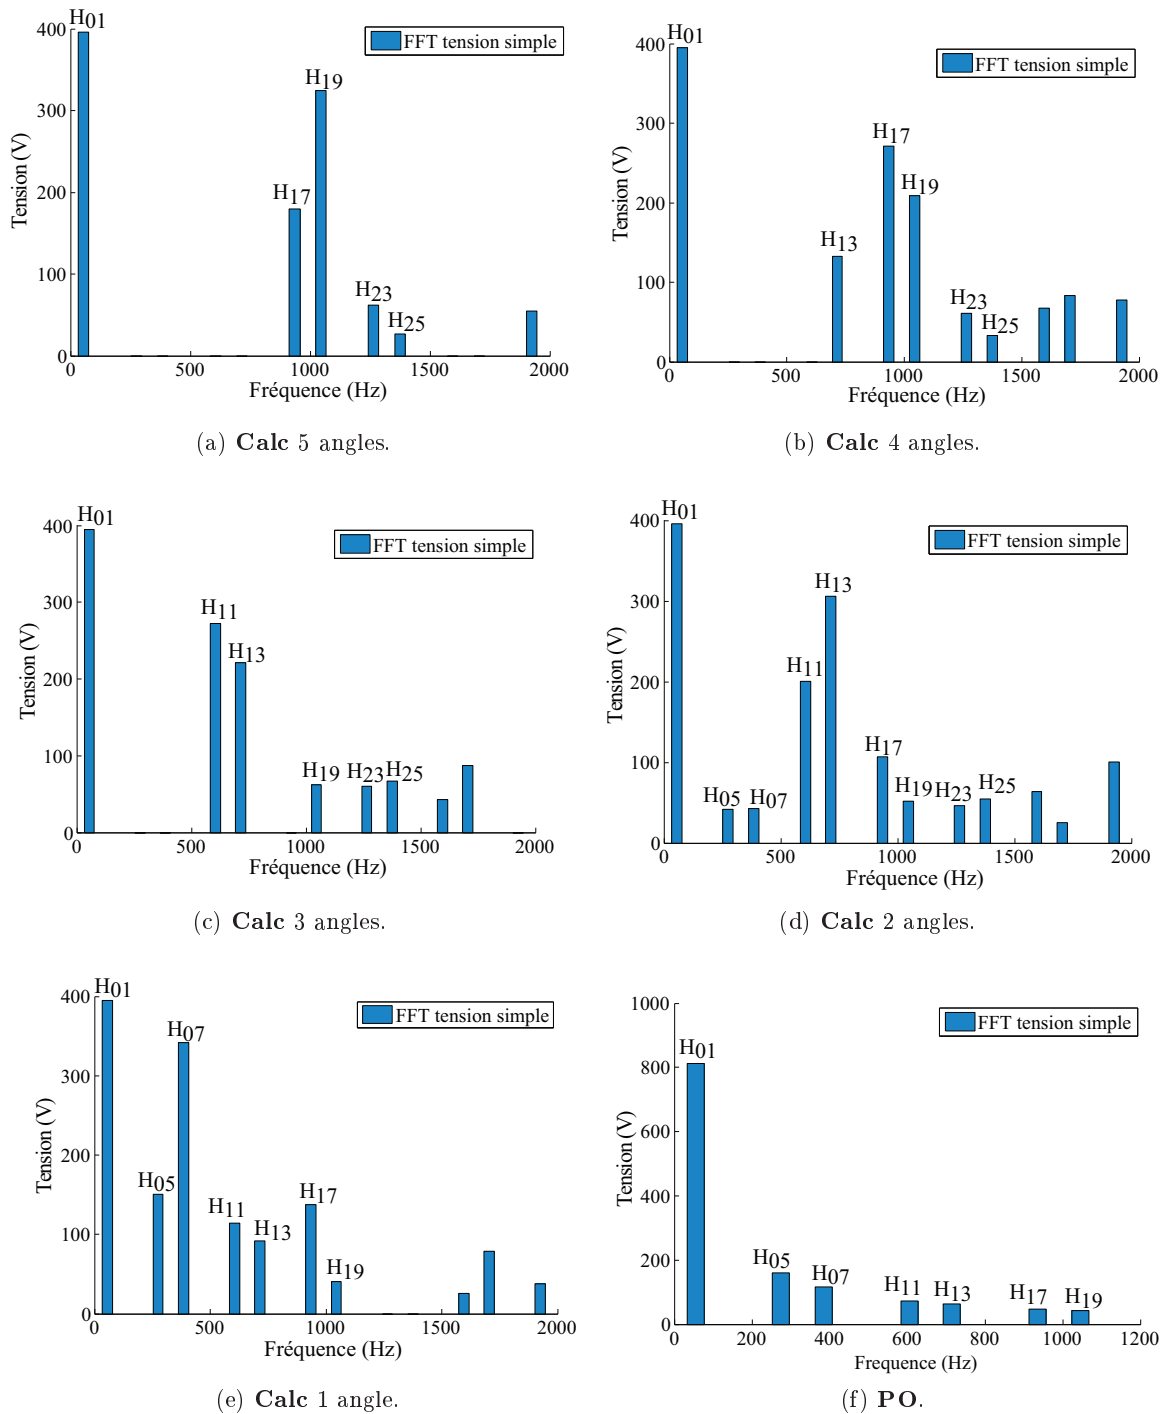 H01
400
300
200
100
0
Tension (V)
FFT tension simple
H19
H17
H23
H25
0 500 1000 1500 2000
Fréquence (Hz)
(a) Calc 5 angles.
H01
400
300
200
100
0
Tension (V)
FFT tension simple
H17
H19
H13
H23
H25
0 500 1000 1500 2000
Fréquence (Hz)
(b) Calc 4 angles.
H01
400
300
200
100
0
Tension (V)
FFT tension simple
H11
H13
H19 H23 H25
0 500 1000 1500 2000
Fréquence (Hz)
(c) Calc 3 angles.
H01
400
300
200
100
0
Tension (V)
FFT tension simple
H13
H11
H17
H05 H07 H19 H23 H25
0 500 1000 1500 2000
Fréquence (Hz)
(d) Calc 2 angles.
H01
400
300
200
100
0
Tension (V)
FFT tension simple
H07
H05
H11
H13
H17
H19
0 500 1000 1500 2000
Fréquence (Hz)
(e) Calc 1 angle.
1000
800
600
400
200
0
Tension (V)
FFT tension simple
H01
H05 H07 H11 H13 H17 H19
0 200 400 600 800 1000 1200
Frequence (Hz)
(f) PO.